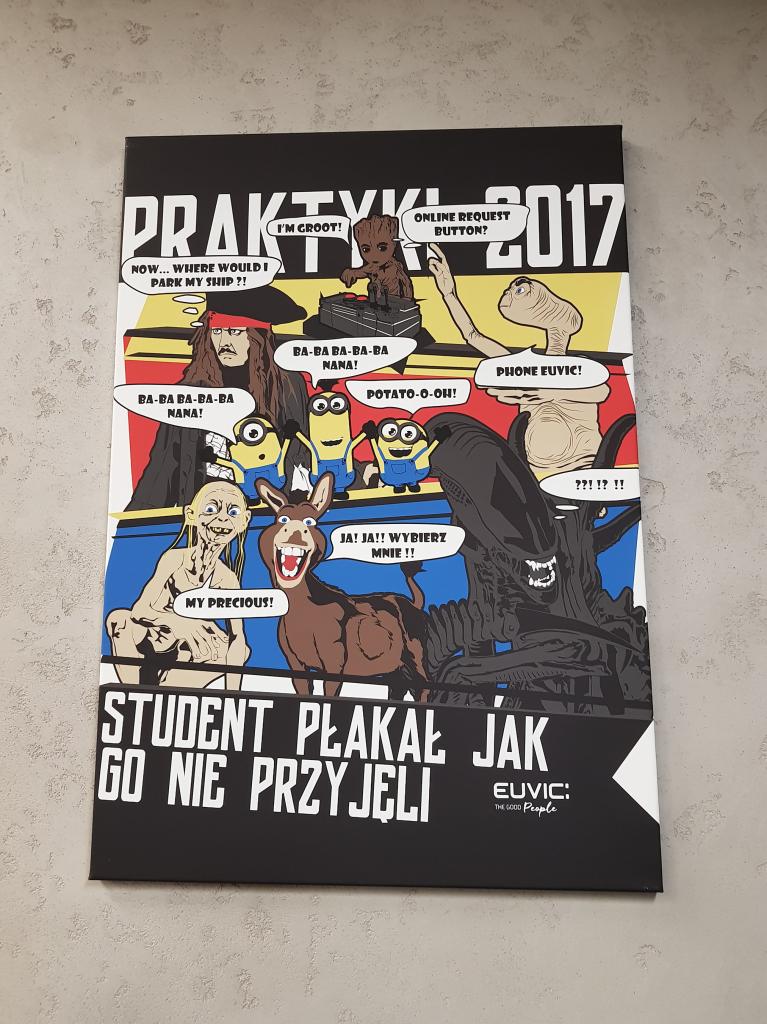 PRAKTYKI 2017
I'M GROOT!
ONLINE REQUEST
BUTTON?
NOW... WHERE WOULD I
PARK MY SHIP ?!
BA-BA BA-BA-BA
NANA!
PHONE EUVIC!
BA-BA BA-BA-BA
NANA!
POTATO-O-OH!
??! !? !!
JA! JA!! WYBIERZ
MNIE !!
MY PRECIOUS!
STUDENT PŁAKAŁ JAK
GO NIE PRZYJĘLI
EUVIC:
THE GOOD People